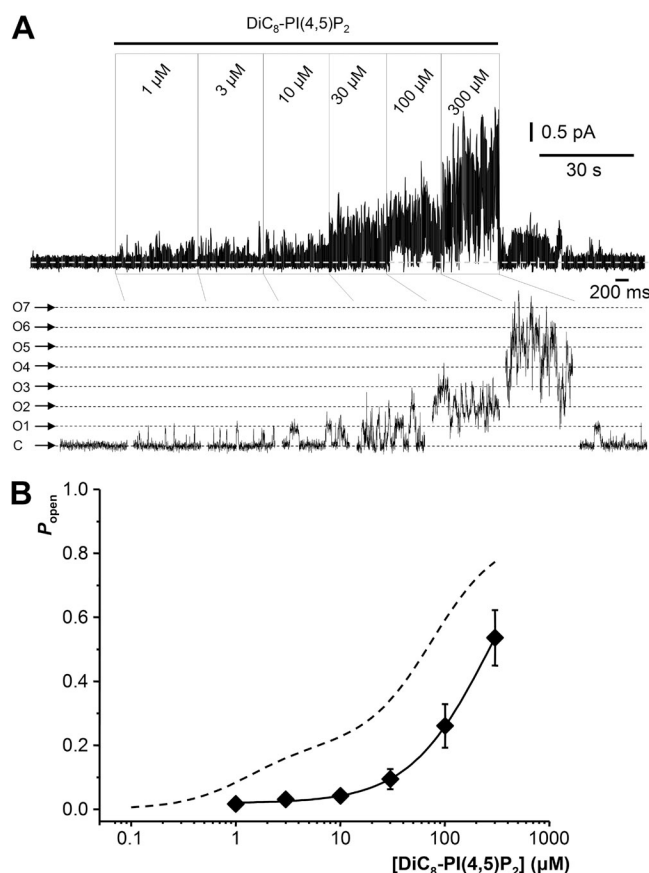 A
DiC₈-PI(4,5)P₂
1 µM 3 µM 10 µM 30 µM 100 µM 300 µM
0.5 pA
30 s
200 ms
O7
O6
O5
O4
O3
O2
O1
C
B
1.0
0.8
0.6
0.4
0.2
0.0
Popen
0.1 1 10 100 1000
[DiC₈-PI(4,5)P₂] (µM)